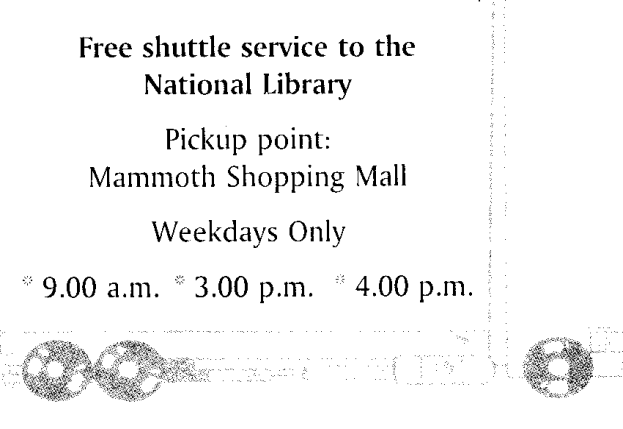 Free shuttle service to the
National Library
Pickup point:
Mammoth Shopping Mall
Weekdays Only
* 9.00 a.m. * 3.00 p.m. * 4.00 p.m.